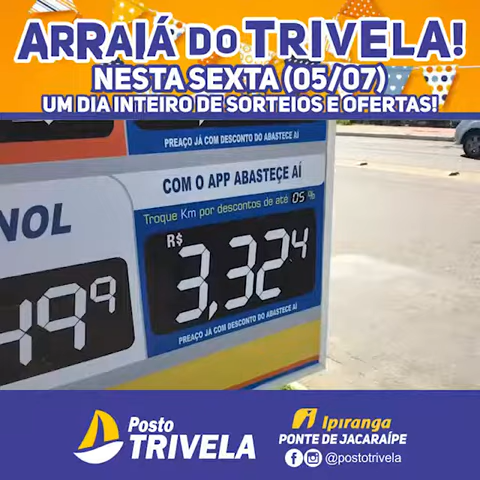 ARRAIÁ DO TRIVELA!
NESTA SEXTA (05/07)
UM DIA INTEIRO DE SORTEIOS E OFERTAS!
PREAÇO JÁ COM DESCONTO DO ABASTECE AÍ
COM O APP ABASTEÇE AÍ
Troque Km por descontos de até 05 %
NOL
R$ 3,324
499
PREAÇO JÁ COM DESCONTO DO ABASTECE AÍ
Posto TRIVELA
Ipiranga
PONTE DE JACARAÍPE
@postotrivela